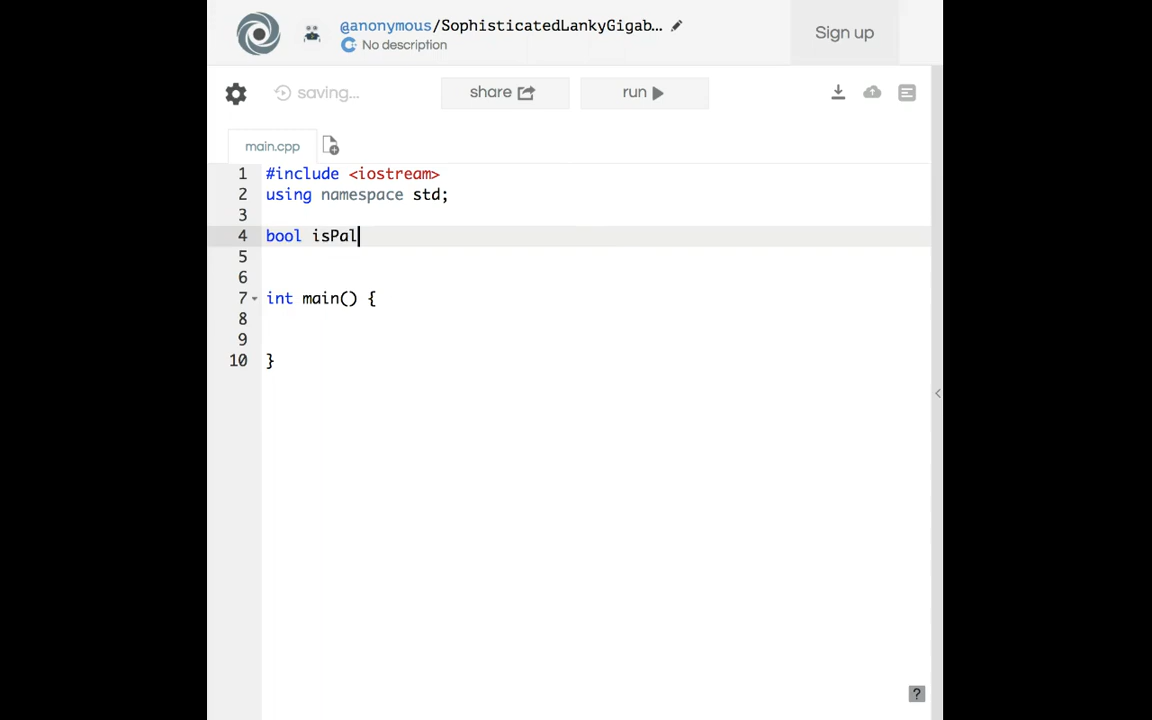 @anonymous/SophisticatedLankyGigab...
No description
Sign up
saving...
share
run
main.cpp
1 #include <iostream>
2 using namespace std;
3
4 bool isPal
5
6
7 int main() {
8
9
10 }
?